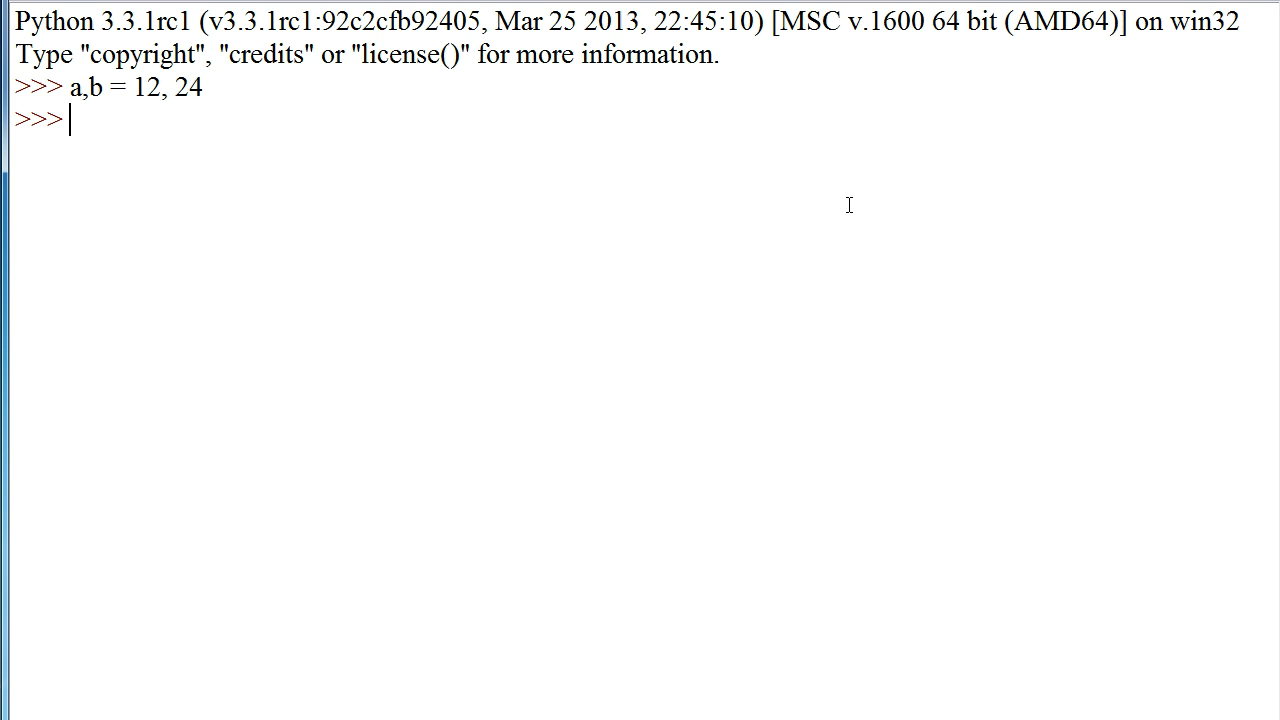 Python 3.3.1rc1 (v3.3.1rc1:92c2cfb92405, Mar 25 2013, 22:45:10) [MSC v.1600 64 bit (AMD64)] on win32
Type "copyright", "credits" or "license()" for more information.
>>> a,b = 12, 24
>>>